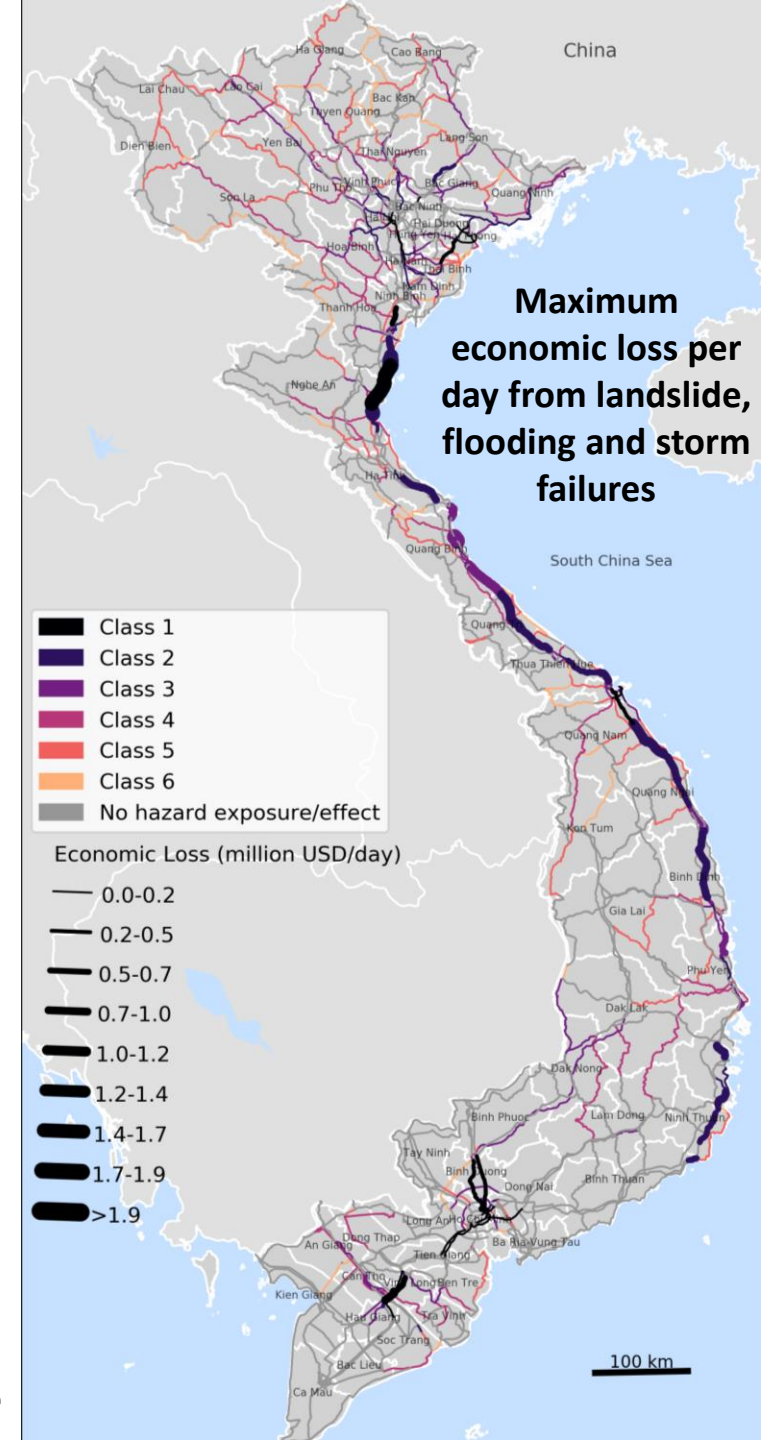 China
Ha Giang
Cao Bang
Lai Chau
Lao Cai
Bac Kan
Tuyen Quang
Dien Bien
Yen Bai
Lang Son
Thai Nguyen
Vinh Phuc
Phu Tho
Bac Giang
Quang Ninh
Son La
Bac Ninh
Hai Duong
Hung Yen
Hoa Binh
Thai Binh
Nam Dinh
Ninh Binh
Nghe An
Maximum
economic loss per
day from landslide,
flooding and storm
failures
Quang Binh
South China Sea
Class 1
Class 2
Class 3
Class 4
Class 5
Class 6
No hazard exposure/effect
Thua Thien Hue
Quang Nam
Quang Ngai
Kon Tum
Economic Loss (million USD/day)
0.0-0.2
0.2-0.5
0.5-0.7
0.7-1.0
1.0-1.2
1.2-1.4
1.4-1.7
1.7-1.9
>1.9
Binh Dinh
Gia Lai
Phu Yen
Dak Lak
Dak Nong
Binh Phuoc
Lam Dong
Ninh Thuan
Tay Ninh
Binh Duong
Dong Nai
Binh Thuan
Long An
Ba Ria-Vung Tau
Dong Thap
An Giang
Tien Giang
Can Tho
Ben Tre
Kien Giang
Hau Giang
Tra Vinh
Soc Trang
Bac Lieu
Ca Mau
100 km